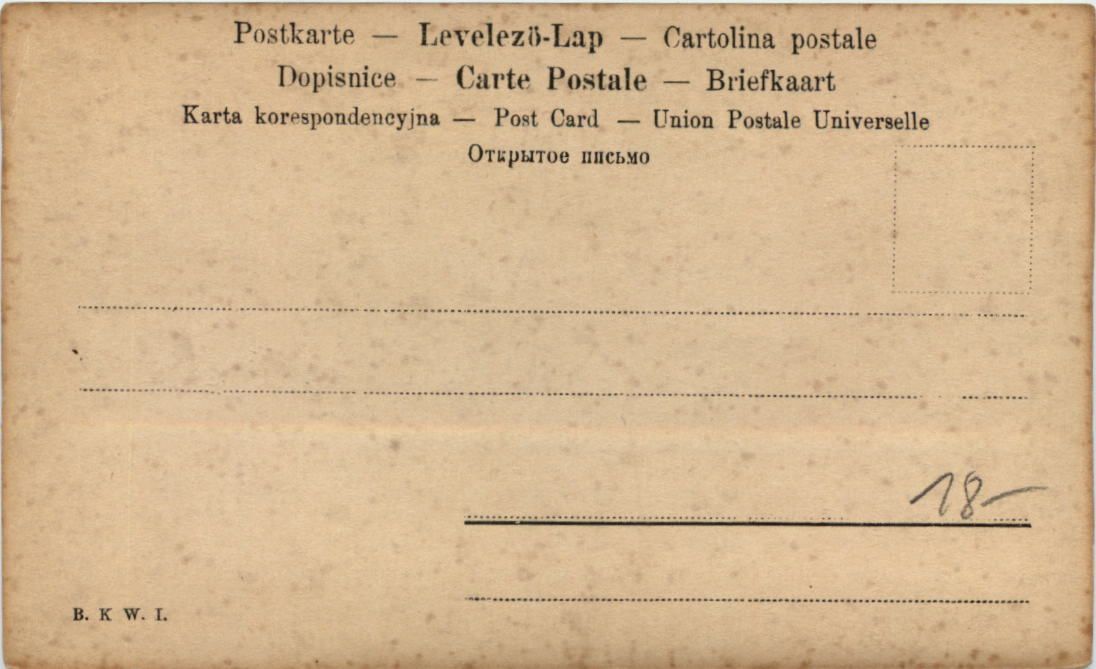 Postkarte — Levelező-Lap — Cartolina postale
Dopisnice — Carte Postale — Briefkaart
Karta korespondencyjna — Post Card — Union Postale Universelle
Открытое письмо
18-
B. K W. I.